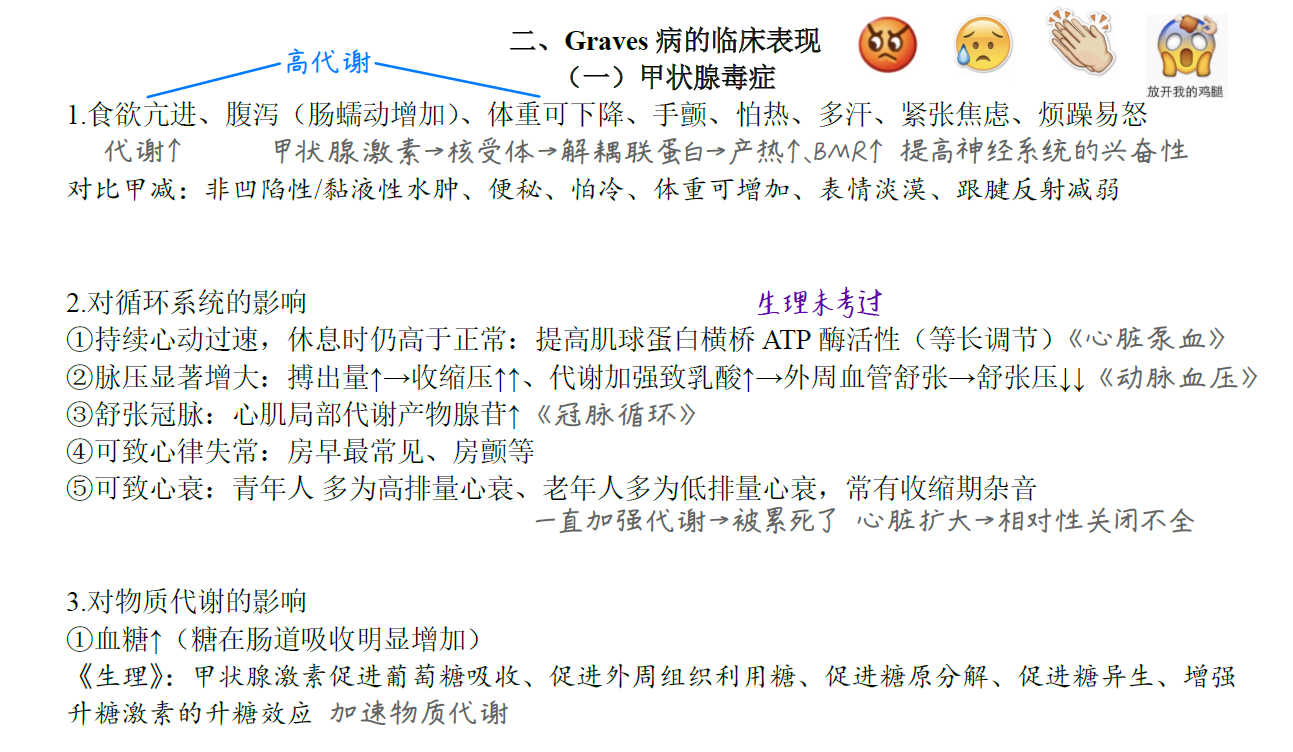 二、Graves 病的临床表现
高代谢
（一）甲状腺毒症
放开我的鸡腿
1.食欲亢进、腹泻（肠蠕动增加）、体重可下降、手颤、怕热、多汗、紧张焦虑、烦躁易怒
代谢↑ 甲状腺激素→核受体→解耦联蛋白→产热↑、BMR↑ 提高神经系统的兴奋性
对比甲减：非凹陷性/黏液性水肿、便秘、怕冷、体重可增加、表情淡漠、跟腱反射减弱
2.对循环系统的影响
生理未考过
①持续心动过速，休息时仍高于正常：提高肌球蛋白横桥 ATP 酶活性（等长调节）《心脏泵血》
②脉压显著增大：搏出量↑→收缩压↑↑、代谢加强致乳酸↑→外周血管舒张→舒张压↓↓《动脉血压》
③舒张冠脉：心肌局部代谢产物腺苷↑《冠脉循环》
④可致心律失常：房早最常见、房颤等
⑤可致心衰：青年人 多为高排量心衰、老年人多为低排量心衰，常有收缩期杂音
一直加强代谢→被累死了 心脏扩大→相对性关闭不全
3.对物质代谢的影响
①血糖↑（糖在肠道吸收明显增加）
《生理》：甲状腺激素促进葡萄糖吸收、促进外周组织利用糖、促进糖原分解、促进糖异生、增强
升糖激素的升糖效应 加速物质代谢